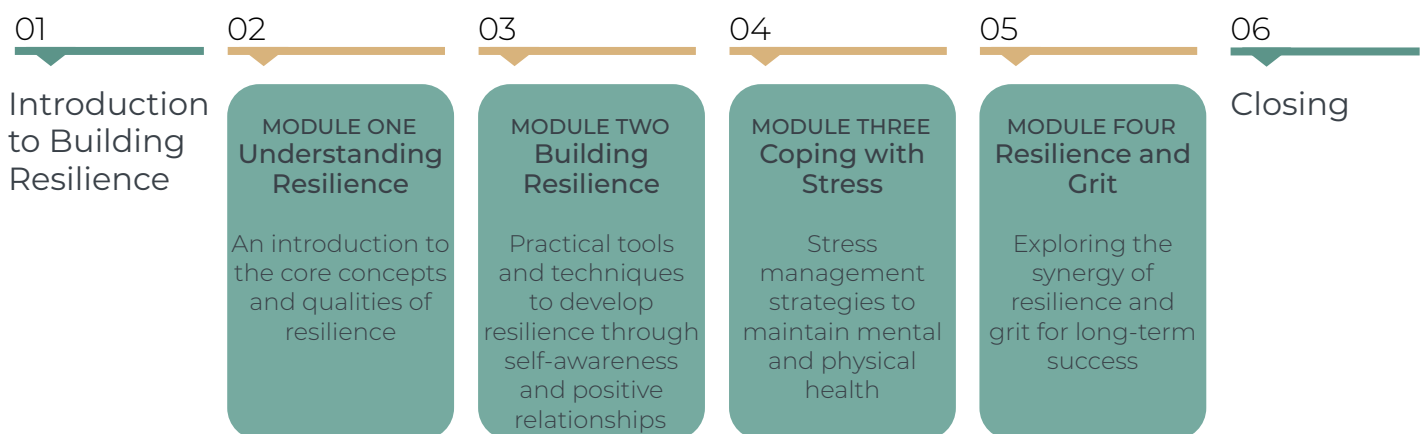 01
Introduction
to Building
Resilience
02
MODULE ONE
Understanding
Resilience
An introduction to
the core concepts
and qualities of
resilience
03
MODULE TWO
Building
Resilience
Practical tools
and techniques
to develop
resilience through
self-awareness
and positive
relationships
04
MODULE THREE
Coping with
Stress
Stress
management
strategies to
maintain mental
and physical
health
05
MODULE FOUR
Resilience and
Grit
Exploring the
synergy of
resilience and
grit for long-term
success
06
Closing